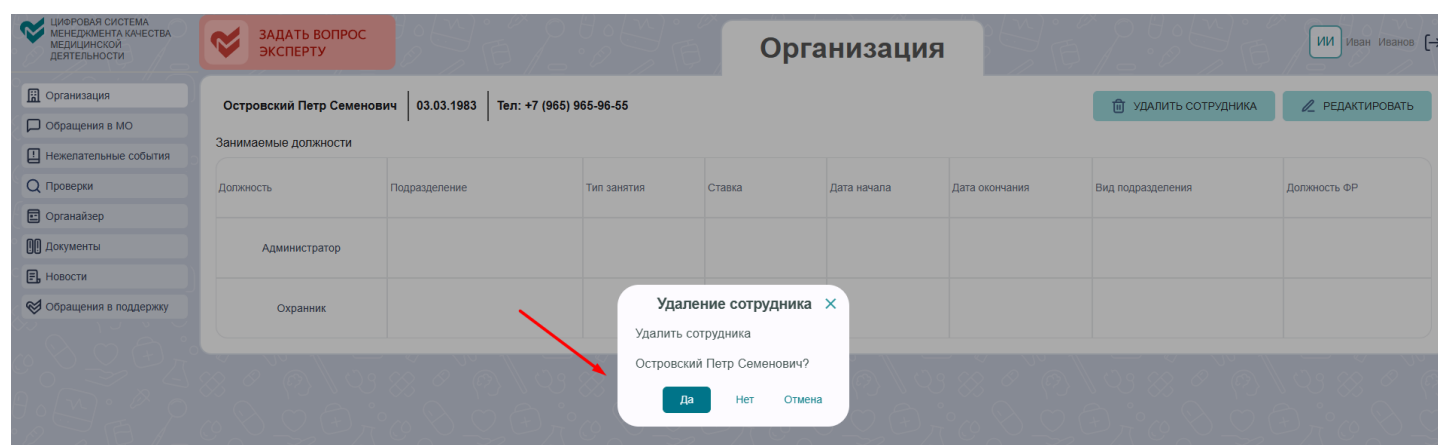 ЦИФРОВАЯ СИСТЕМА
МЕНЕДЖМЕНТА КАЧЕСТВА
МЕДИЦИНСКОЙ
ДЕЯТЕЛЬНОСТИ
ЗАДАТЬ ВОПРОС
ЭКСПЕРТУ
Организация
ИИ Иван Иванов
Организация
Обращения в МО
Нежелательные события
Проверки
Органайзер
Документы
Новости
Обращения в поддержку
Островский Петр Семенович 03.03.1983 Тел: +7 (965) 965-96-55
УДАЛИТЬ СОТРУДНИКА РЕДАКТИРОВАТЬ
Занимаемые должности
Должность Подразделение Тип занятия Ставка Дата начала Дата окончания Вид подразделения Должность ФР
Администратор
Охранник
Удаление сотрудника
Удалить сотрудника
Островский Петр Семенович?
Да Нет Отмена